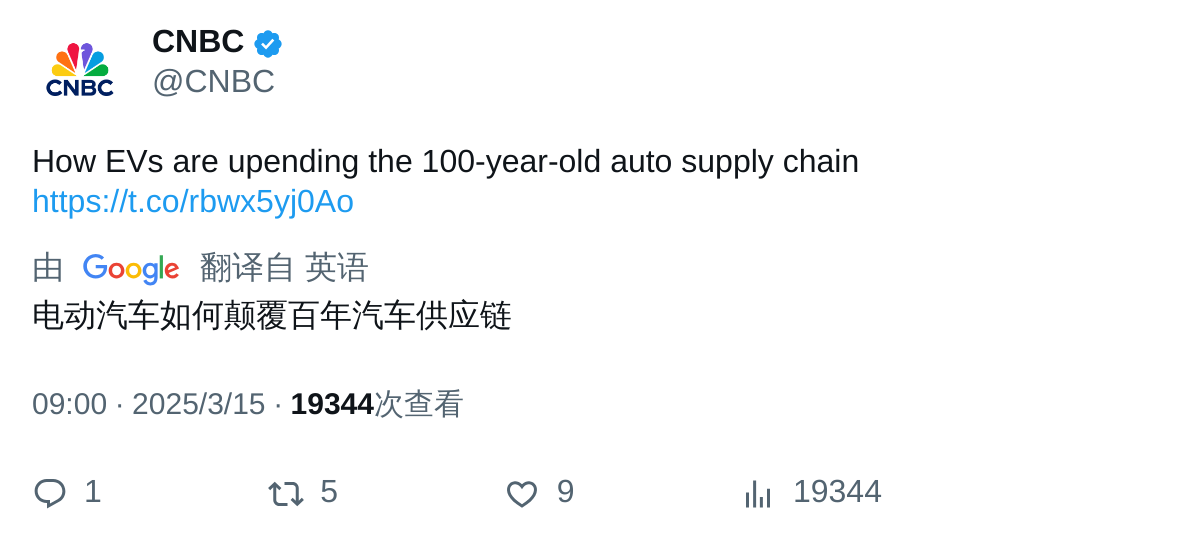 CNBC
CNBC
@CNBC
How EVs are upending the 100-year-old auto supply chain
https://t.co/rbwx5yj0Ao
由 Google 翻译自 英语
电动汽车如何颠覆百年汽车供应链
09:00 · 2025/3/15 · 19344次查看
1 5 9 19344